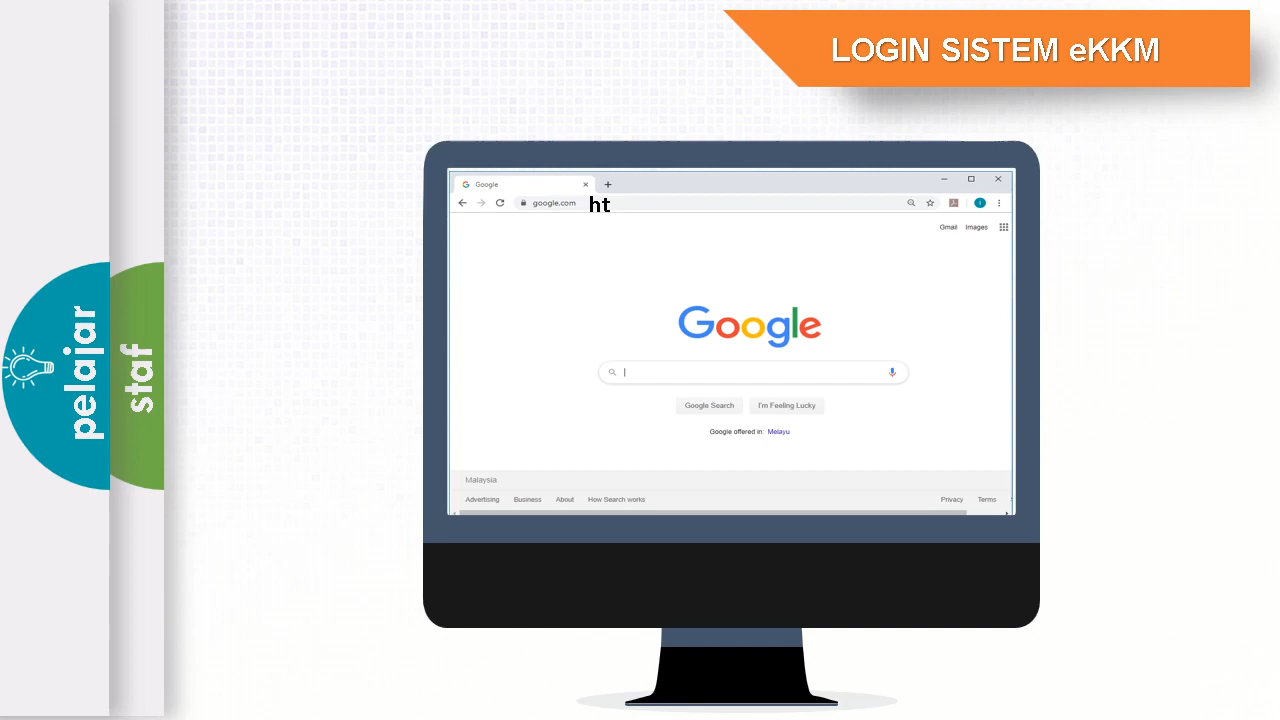 LOGIN SISTEM eKKM
pelajar
staf
Google
google.com ht
Gmail Images
Google
Google Search I'm Feeling Lucky
Google offered in: Melayu
Malaysia
Advertising Business About How Search works Privacy Terms